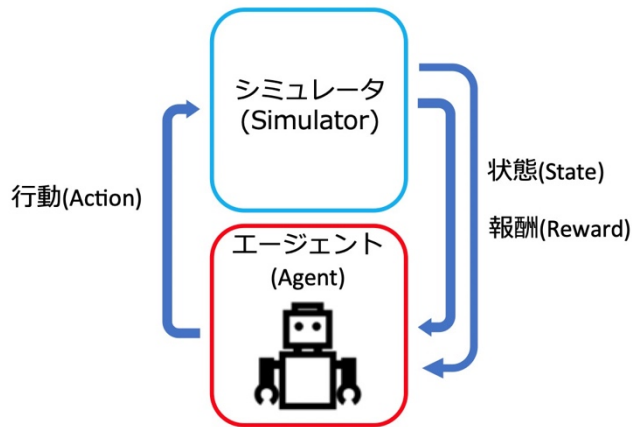 シミュレータ
(Simulator)
行動(Action)
状態(State)
報酬(Reward)
エージェント
(Agent)